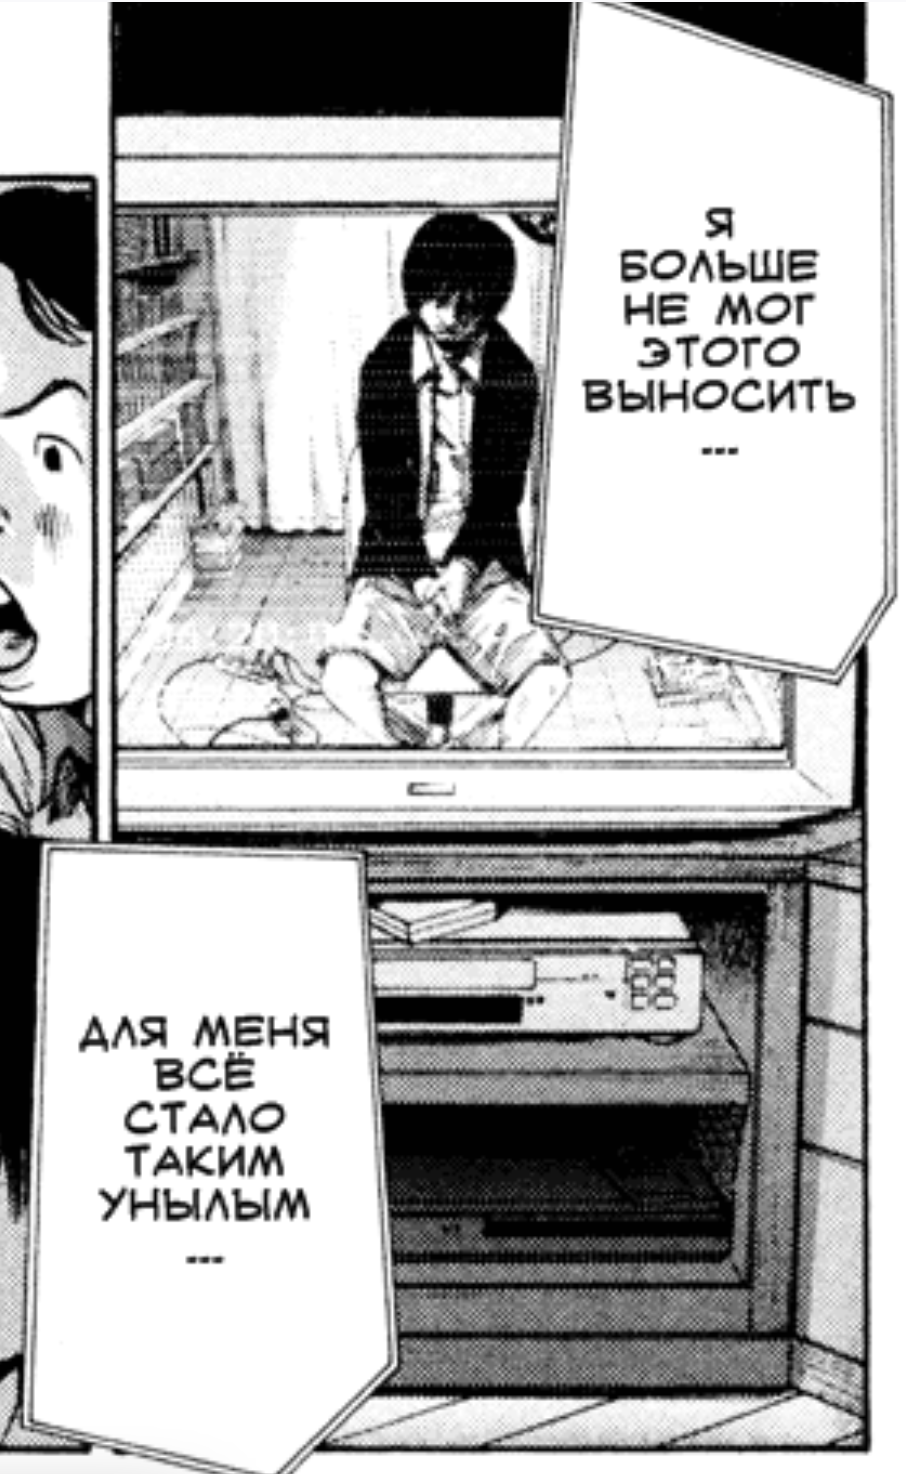 Я
БОЛЬШЕ
НЕ МОГ
ЭТОГО
ВЫНОСИТЬ
---
ДЛЯ МЕНЯ
ВСЁ
СТАЛО
ТАКИМ
УНЫЛЫМ
---